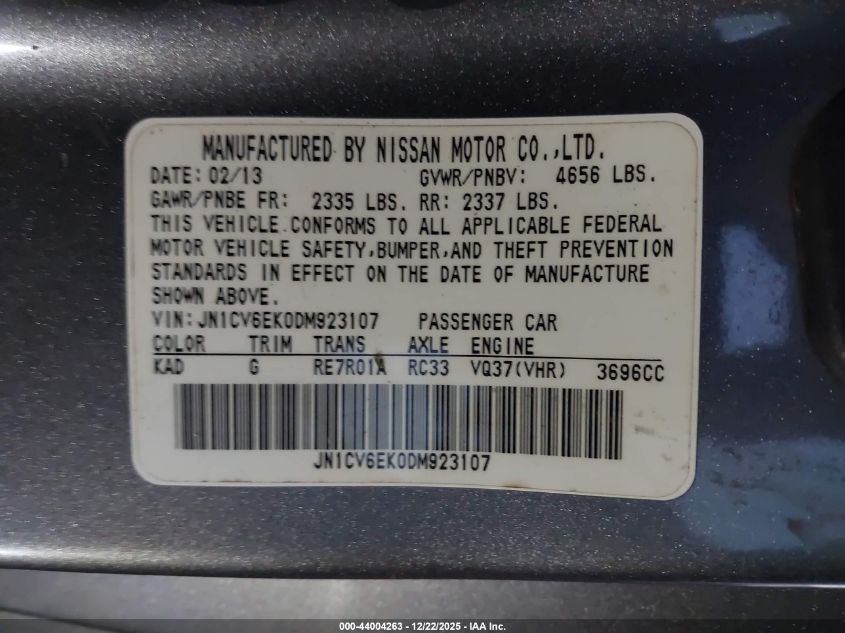 MANUFACTURED BY NISSAN MOTOR CO.,LTD.
DATE: 02/13 GVWR/PNBV: 4656 LBS.
GAWR/PNBE FR: 2335 LBS. RR: 2337 LBS.
THIS VEHICLE CONFORMS TO ALL APPLICABLE FEDERAL
MOTOR VEHICLE SAFETY,BUMPER,AND THEFT PREVENTION
STANDARDS IN EFFECT ON THE DATE OF MANUFACTURE
SHOWN ABOVE.
VIN:JN1CV6EK0DM923107 PASSENGER CAR
COLOR TRIM TRANS AXLE ENGINE
KAD G RE7R01A RC33 VQ37(VHR) 3696CC
JN1CV6EK0DM923107
000-44004263 - 12/22/2025 - IAA Inc.